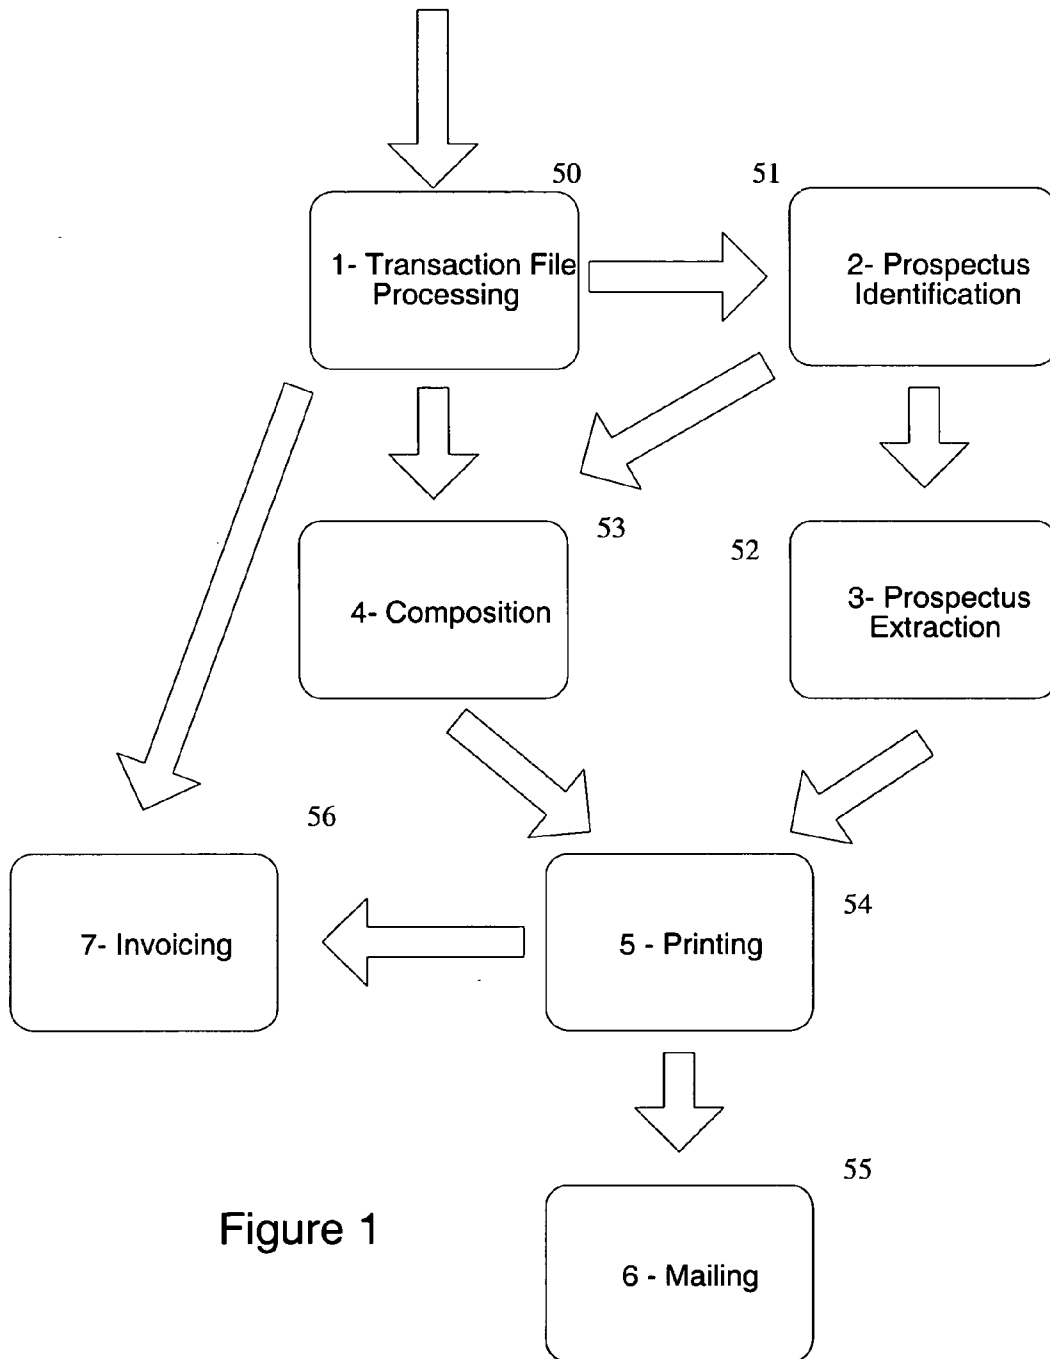 50
51
1- Transaction File
Processing
2- Prospectus
Identification
53
52
4- Composition
3- Prospectus
Extraction
56
54
7- Invoicing
5 - Printing
55
Figure 1
6 - Mailing